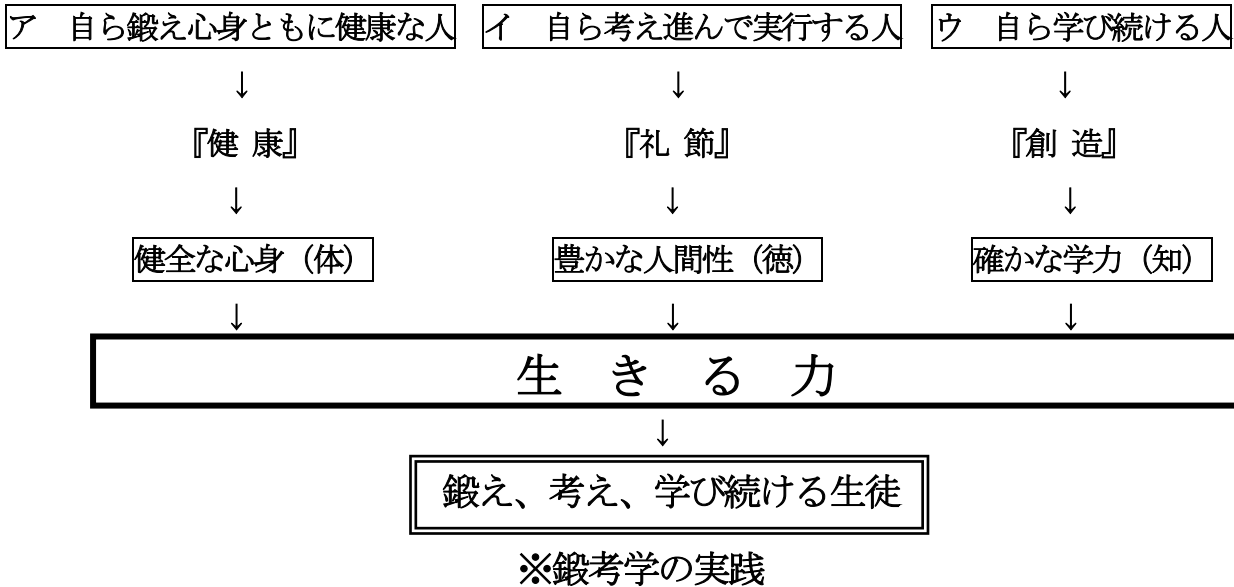 ア　自ら鍛え心身ともに健康な人　イ　自ら考え進んで実行する人　ウ　自ら学び続ける人
↓　↓　↓
『健 康』　『礼 節』　『創 造』
↓　↓　↓
健全な心身（体）　豊かな人間性（徳）　確かな学力（知）
↓　↓　↓
生　き　る　力
↓
鍛え、考え、学び続ける生徒
※鍛考学の実践